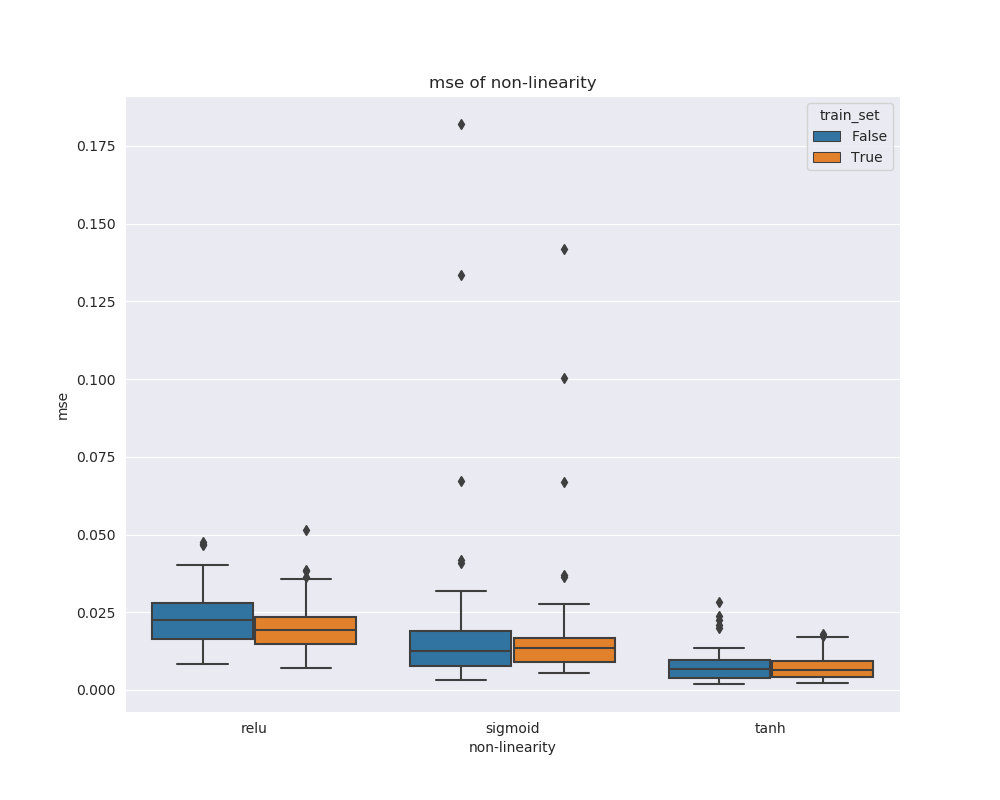 mse of non-linearity
train_set
False
True
0.175
0.150
0.125
0.100
0.075
0.050
0.025
0.000
mse
relu
sigmoid
tanh
non-linearity